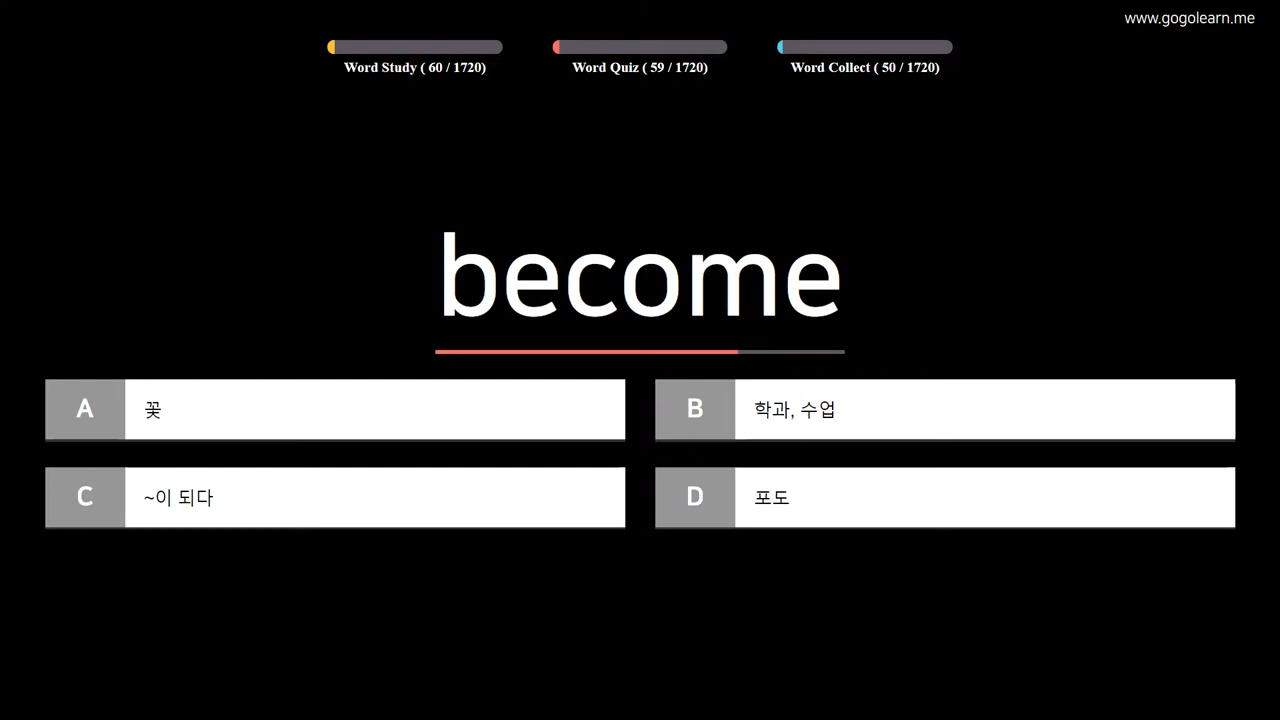 www.gogolearn.me
Word Study ( 60 / 1720)
Word Quiz ( 59 / 1720)
Word Collect ( 50 / 1720)
become
A 꽃
B 학과, 수업
C ~이 되다
D 포도